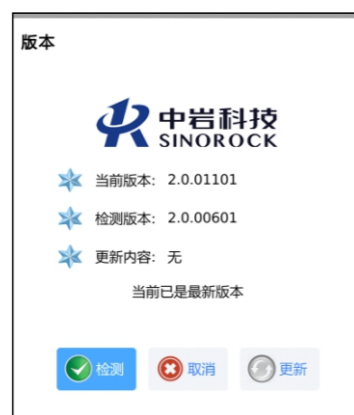 版本
中岩科技
SINOROCK
当前版本: 2.0.01101
检测版本: 2.0.00601
更新内容: 无
当前已是最新版本
检测 取消 更新